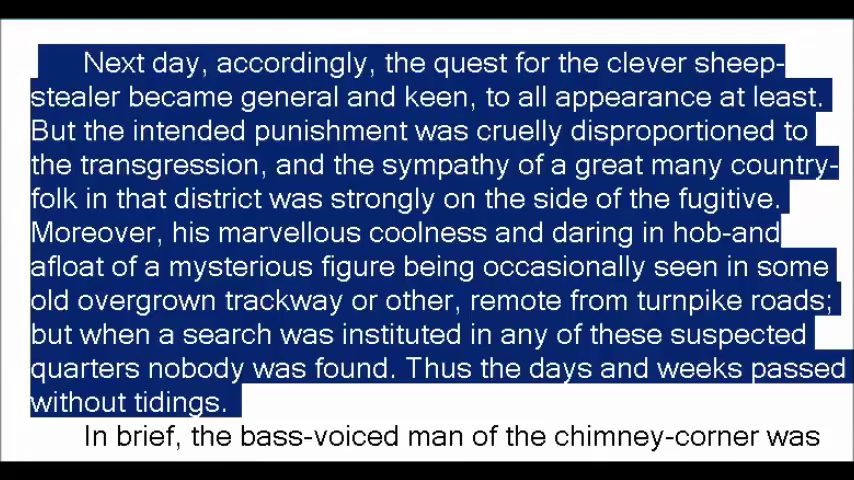 Next day, accordingly, the quest for the clever sheep-
stealer became general and keen, to all appearance at least.
But the intended punishment was cruelly disproportioned to
the transgression, and the sympathy of a great many country-
folk in that district was strongly on the side of the fugitive.
Moreover, his marvellous coolness and daring in hob-and
afloat of a mysterious figure being occasionally seen in some
old overgrown trackway or other, remote from turnpike roads;
but when a search was instituted in any of these suspected
quarters nobody was found. Thus the days and weeks passed
without tidings.
In brief, the bass-voiced man of the chimney-corner was